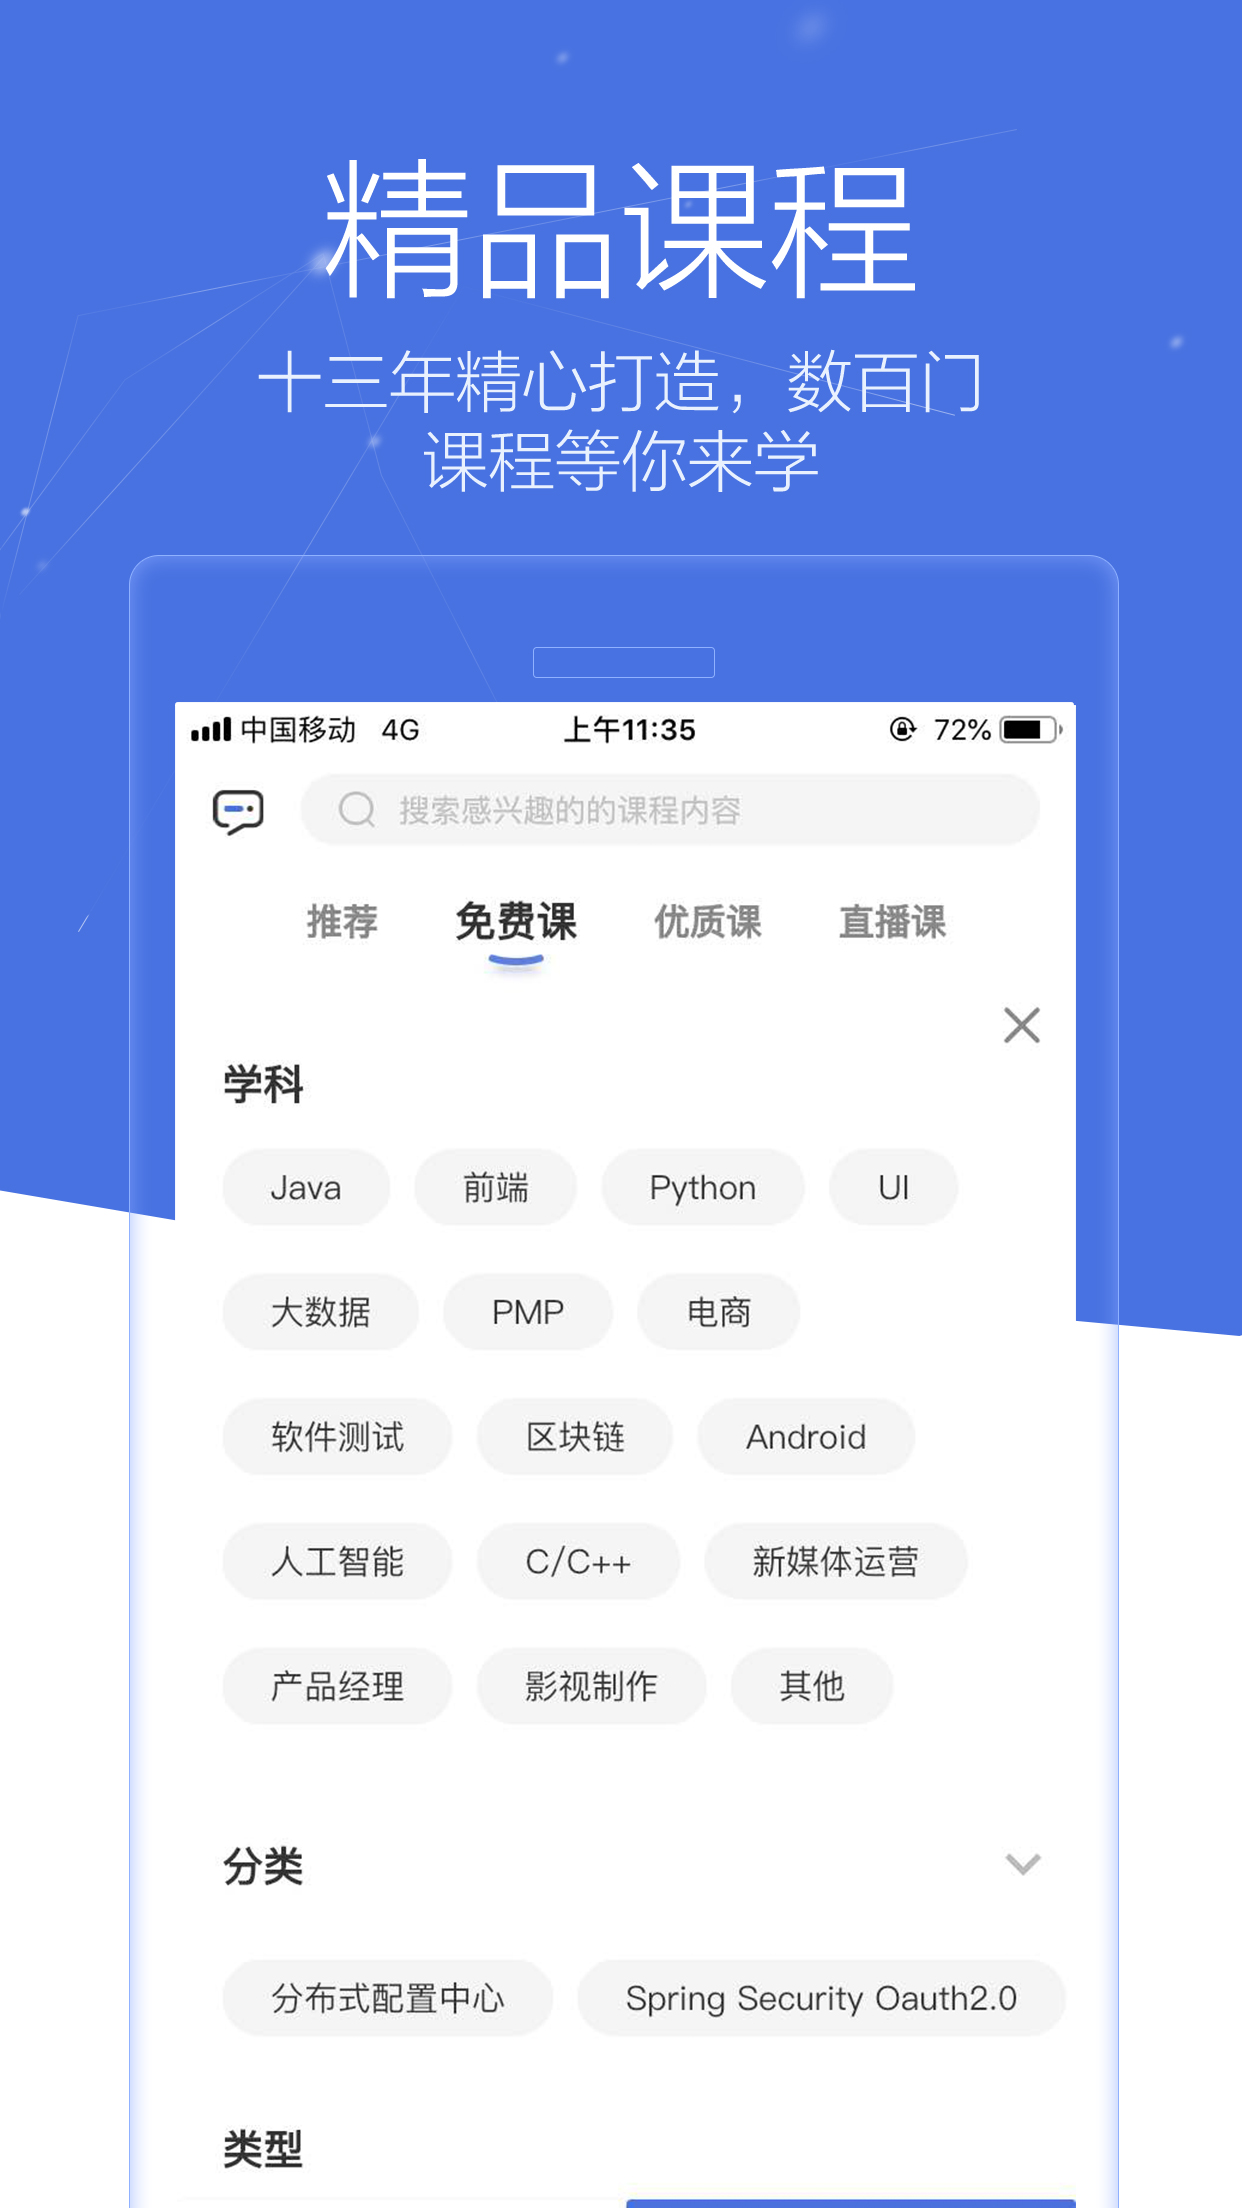 精品课程
十三年精心打造，数百门
课程等你来学
中国移动 4G 上午11:35 72%
搜索感兴趣的的课程内容
推荐 免费课 优质课 直播课
学科
Java 前端 Python UI
大数据 PMP 电商
软件测试 区块链 Android
人工智能 C/C++ 新媒体运营
产品经理 影视制作 其他
分类
分布式配置中心 Spring Security Oauth2.0
类型